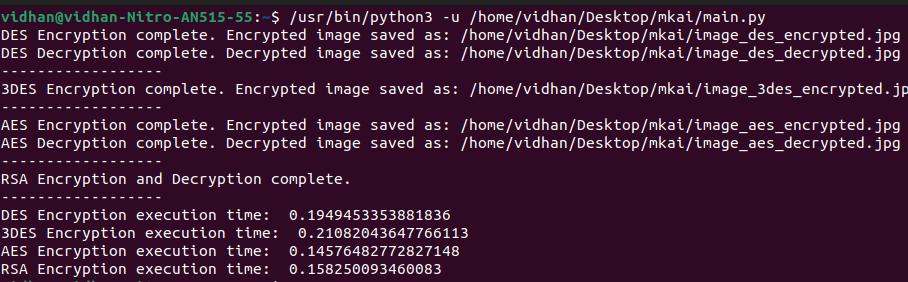 vidhan@vidhan-Nitro-AN515-55:~$ /usr/bin/python3 -u /home/vidhan/Desktop/mkai/main.py
DES Encryption complete. Encrypted image saved as: /home/vidhan/Desktop/mkai/image_des_encrypted.jpg
DES Decryption complete. Decrypted image saved as: /home/vidhan/Desktop/mkai/image_des_decrypted.jpg
------------------
3DES Encryption complete. Encrypted image saved as: /home/vidhan/Desktop/mkai/image_3des_encrypted.jp
------------------
AES Encryption complete. Encrypted image saved as: /home/vidhan/Desktop/mkai/image_aes_encrypted.jpg
AES Decryption complete. Decrypted image saved as: /home/vidhan/Desktop/mkai/image_aes_decrypted.jpg
------------------
RSA Encryption and Decryption complete.
------------------
DES Encryption execution time:  0.1949453353881836
3DES Encryption execution time:  0.21082043647766113
AES Encryption execution time:  0.14576482772827148
RSA Encryption execution time:  0.158250093460083